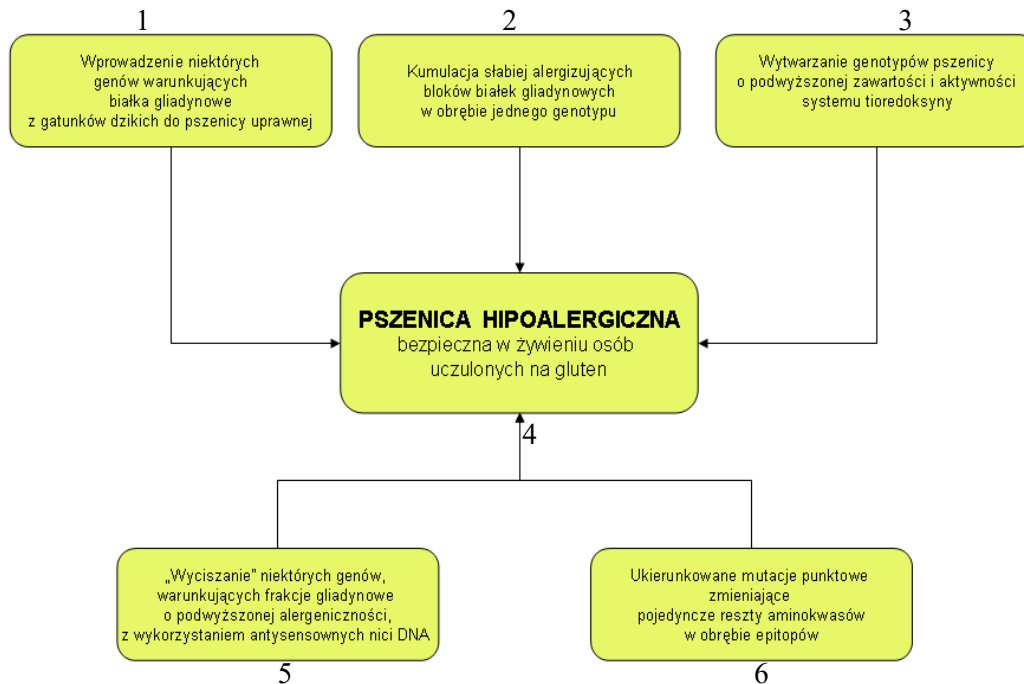 1
Wprowadzenie niektórych
genów warunkujących
białka gliadynowe
z gatunków dzikich do pszenicy uprawnej
2
Kumulacja słabiej alergizujących
bloków białek gliadynowych
w obrębie jednego genotypu
3
Wytwarzanie genotypów pszenicy
o podwyższonej zawartości i aktywności
systemu tioredoksyny
PSZENICA HIPOALERGICZNA
bezpieczna w żywieniu osób
uczulonych na gluten
4
„Wyciszanie” niektórych genów,
warunkujących frakcje gliadynowe
o podwyższonej alergeniczności,
z wykorzystaniem antysensownych nici DNA
5
Ukierunkowane mutacje punktowe
zmieniające
pojedyncze reszty aminokwasów
w obrębie epitopów
6